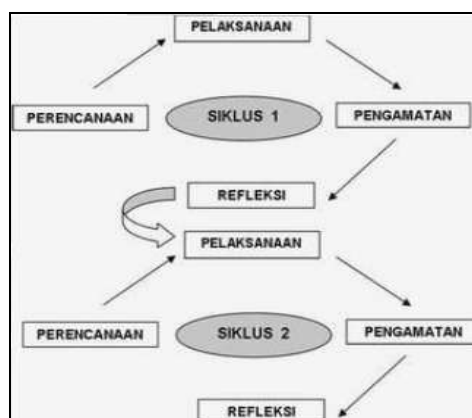 PELAKSANAAN
PERENCANAAN
SIKLUS 1
PENGAMATAN
REFLEKSI
PELAKSANAAN
PERENCANAAN
SIKLUS 2
PENGAMATAN
REFLEKSI